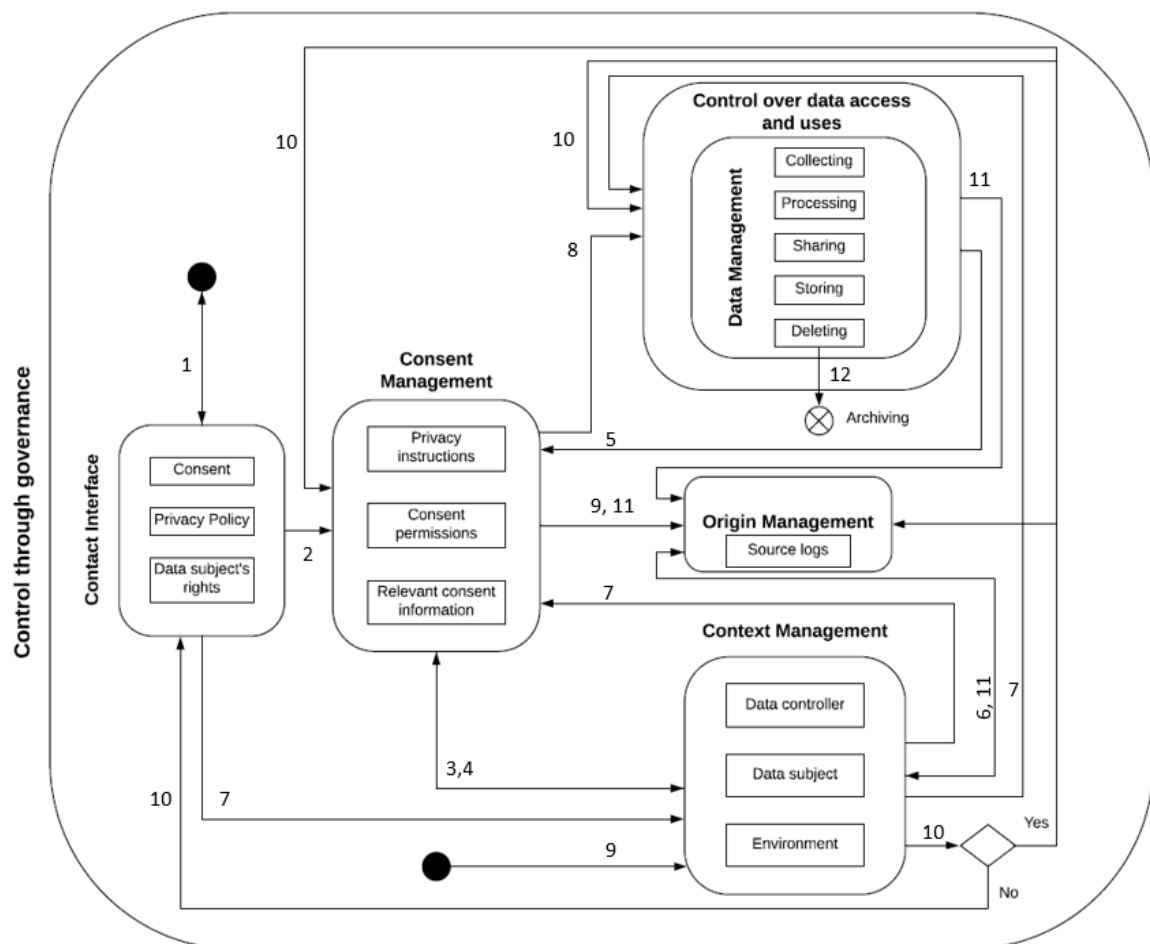 Control through governance
10
10
Control over data access
and uses
Data Management
Collecting
Processing
Sharing
Storing
Deleting
11
8
12
Archiving
1
Contact Interface
Consent
Privacy Policy
Data subject's
rights
2
Consent
Management
Privacy
instructions
Consent
permissions
Relevant consent
information
5
9, 11
Origin Management
Source logs
7
Context Management
Data controller
Data subject
Environment
6, 11
7
3,4
10
7
9
10
Yes
No